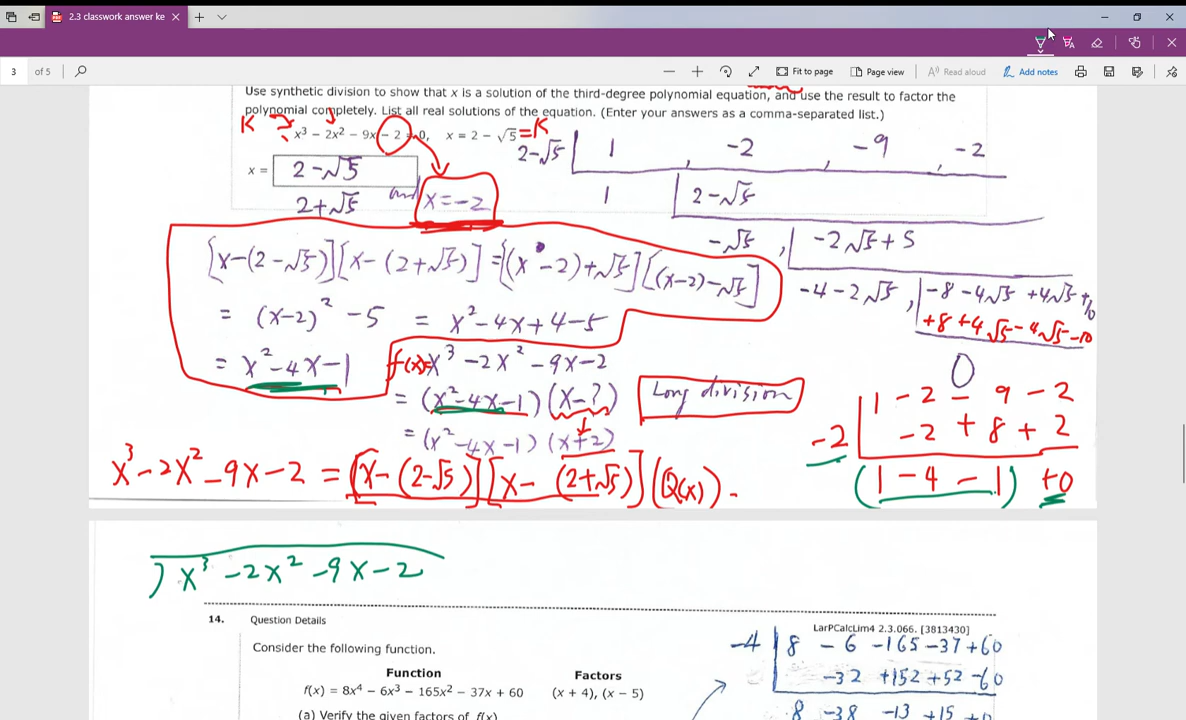 2.3 classwork answer ke
3 of 5
Fit to page
Page view
Read aloud
Add notes
Use synthetic division to show that x is a solution of the third-degree polynomial equation, and use the result to factor the
polynomial completely. List all real solutions of the equation. (Enter your answers as a comma-separated list.)
K
x³ − 2x² − 9x − 2 = 0, x = 2 − √5 = K
2-√5 | 1 , -2 , -9 , -2
x = 2-√5
1 | 2-√5
2+√5 and x=-2
-√5 , | -2√5 + 5
[x-(2-√5)][x-(2+√5)] = [(x-2)+√5][(x-2)-√5]
-4-2√5 , | -8-4√5 +4√5 +10
= (x-2)² -5 = x²-4x+4-5
+8+4√5-4√5-10
= x²-4x-1
f(x)=x³-2x²-9x-2
0
= (x²-4x-1)(x-?)
Long division
1 -2 -9 -2
= (x²-4x-1)(x+2)
-2 | -2 +8 +2
x³-2x²-9x-2 = [x-(2-√5)][x-(2+√5)](Q(x)).
(1 -4 -1) +0
)x³-2x²-9x-2
14. Question Details
LarPCalcLim4 2.3.066. [3813430]
-4 | 8 -6 -165 -37 +60
Consider the following function.
-32 +152 +52 -60
Function Factors
f(x) = 8x⁴ − 6x³ − 165x² − 37x + 60 (x + 4), (x − 5)
8 -38 -13 +15
(a) Verify the given factors of f(x)